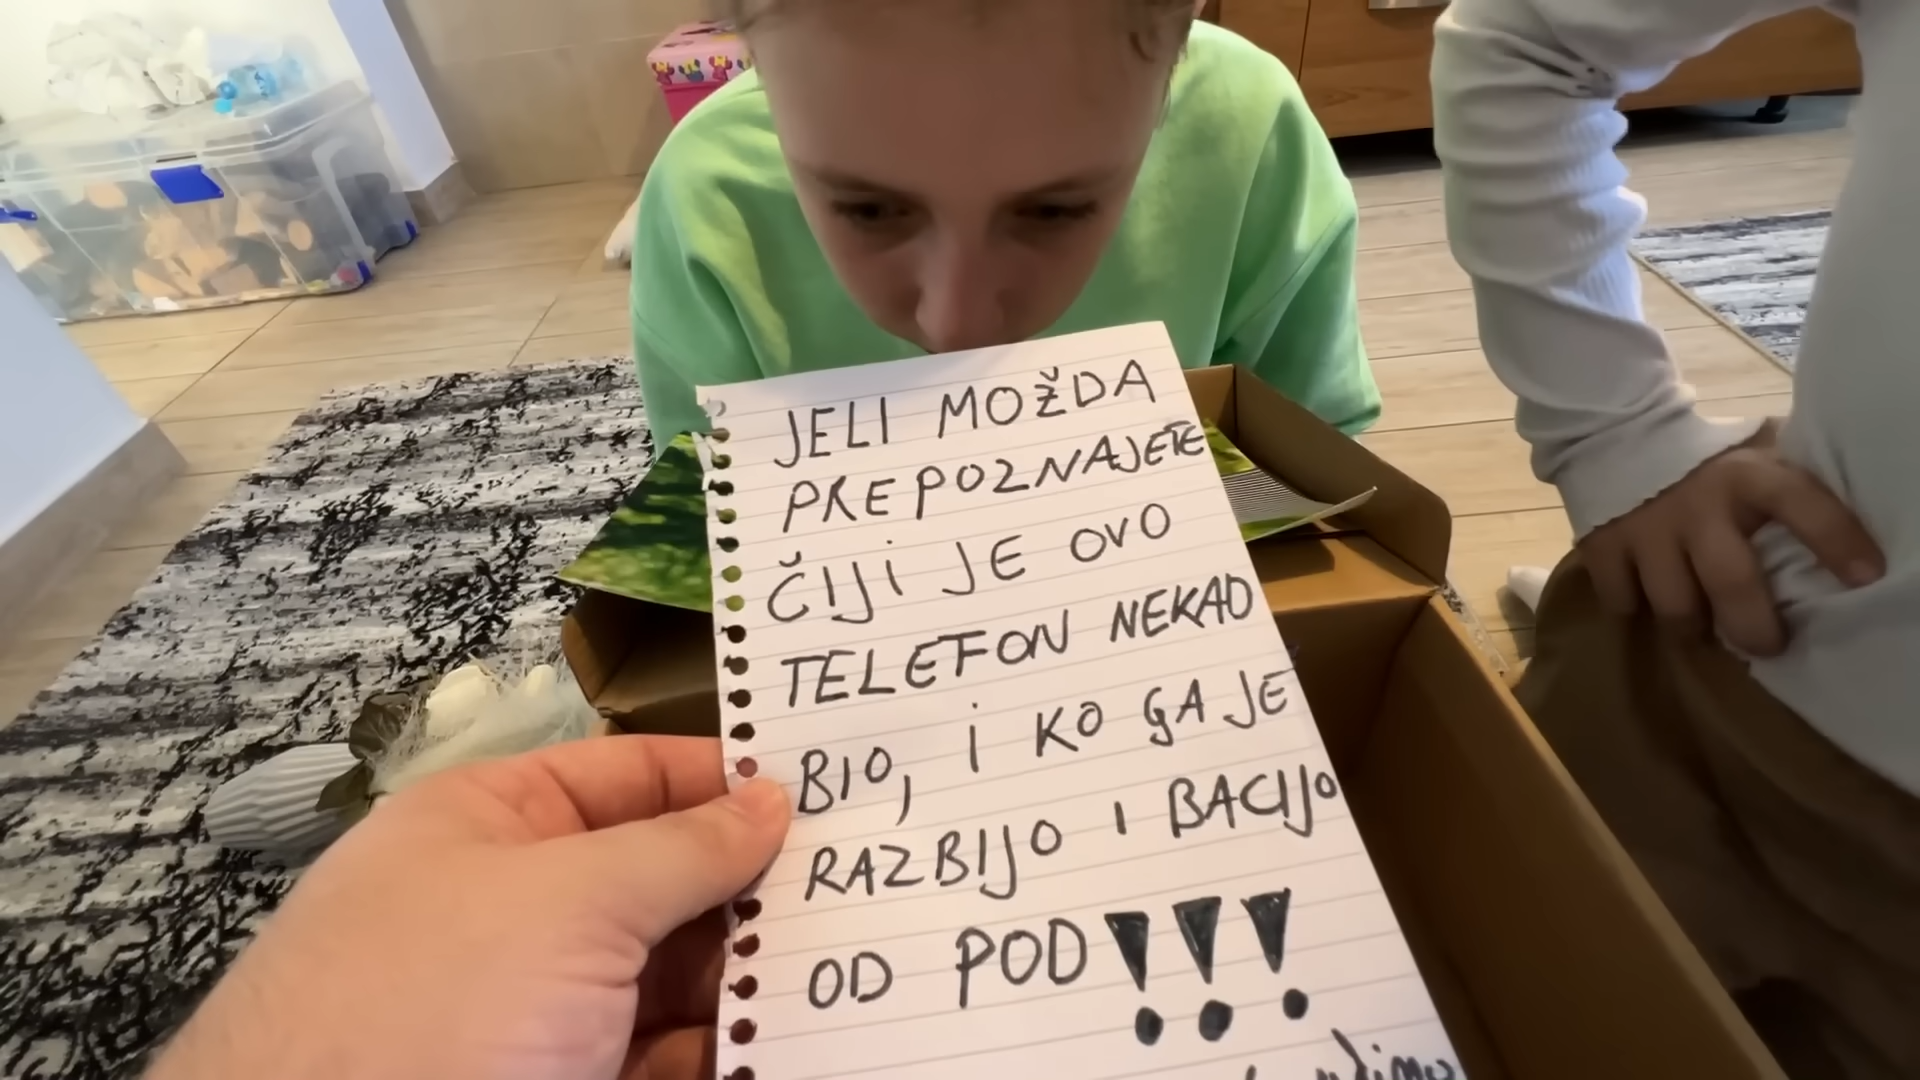 JELI MOŽDA
PREPOZNAJETE
ČIJI JE OVO
TELEFON NEKAD
BIO, I KO GA JE
RAZBIJO I BACIJO
OD POD!!!